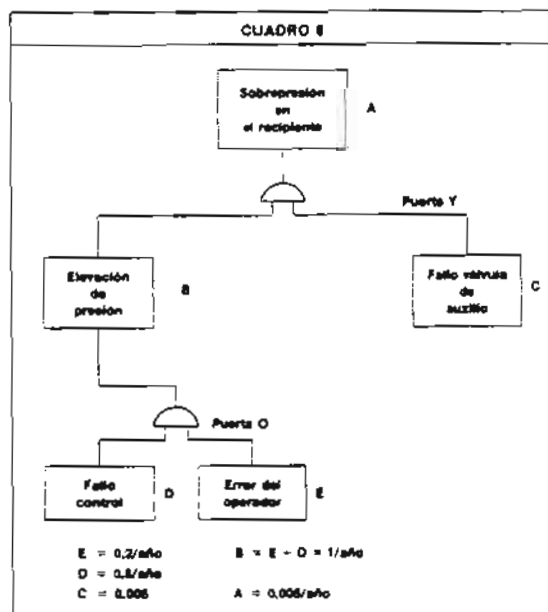 CUADRO 6
Sobrepresión
en
el recipiente
A
Puerta Y
Elevación
de
presión
B
Fallo válvula
de
auxilio
C
Puerta O
Fallo
control
D
Error del
operador
E
E = 0,2/año
B = E + D = 1/año
D = 0,8/año
C = 0,005
A = 0,005/año